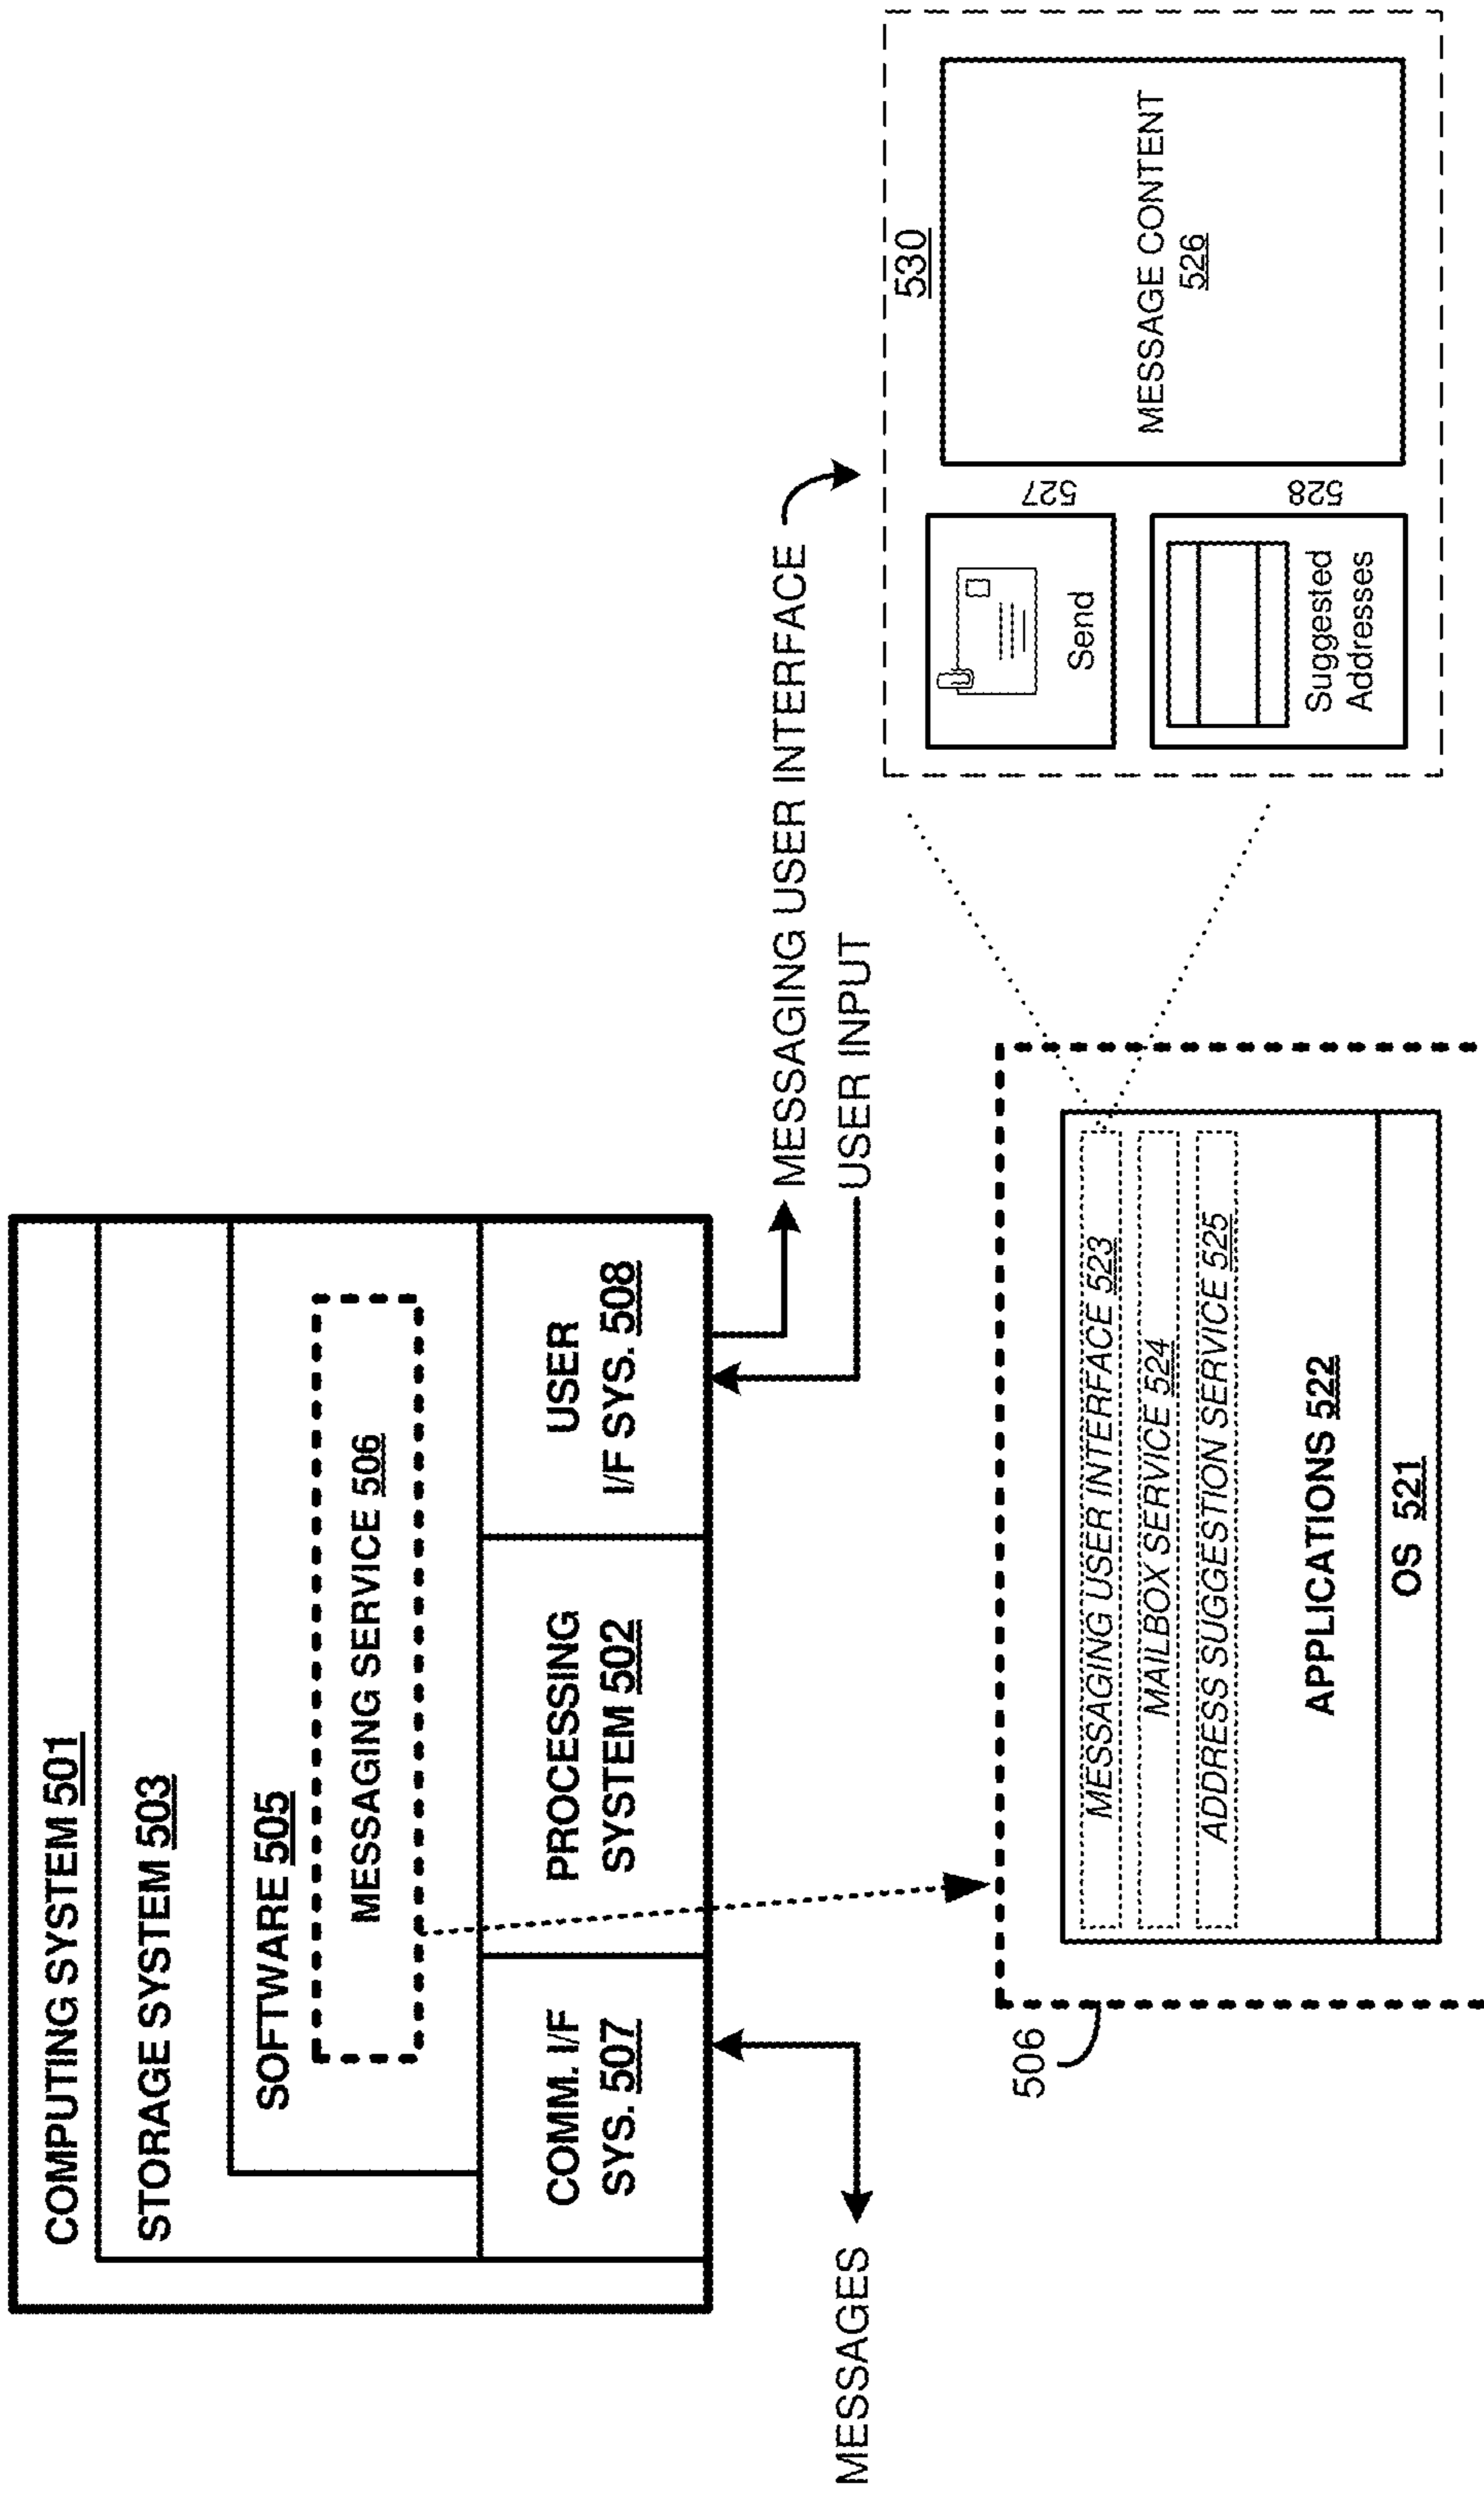 COMPUTING SYSTEM 501
STORAGE SYSTEM 503
SOFTWARE 505
MESSAGING SERVICE 506
COMM. I/F
SYS. 507
PROCESSING
SYSTEM 502
USER
I/F SYS. 508
MESSAGES
MESSAGING USER INTERFACE
USER INPUT
506
MESSAGING USER INTERFACE 523
MAILBOX SERVICE 524
ADDRESS SUGGESTION SERVICE 525
APPLICATIONS 522
OS 521
530
Send
527
Suggested
Addresses
528
MESSAGE CONTENT
526